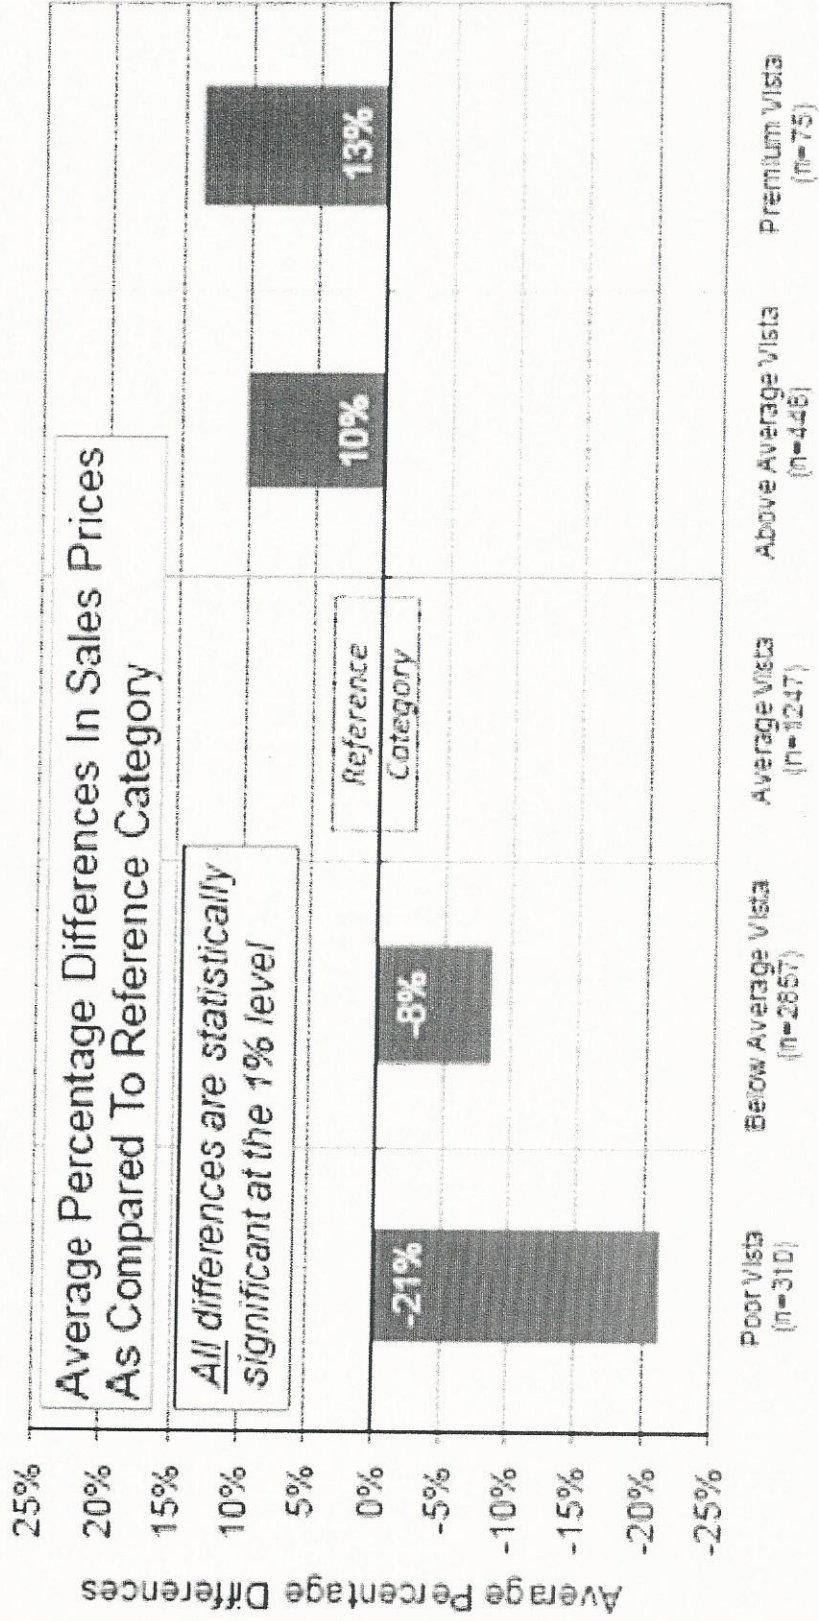 Average Percentage Differences In Sales Prices
As Compared To Reference Category
All differences are statistically
significant at the 1% level
Average Percentage Differences
25%
20%
15%
10%
5%
0%
-5%
-10%
-15%
-20%
-25%
-21%
-8%
Reference
Category
10%
13%
Poor Vista
(n=310)
Below Average Vista
(n=2857)
Average Vista
(n=1247)
Above Average Vista
(n=448)
Premium Vista
(n=75)